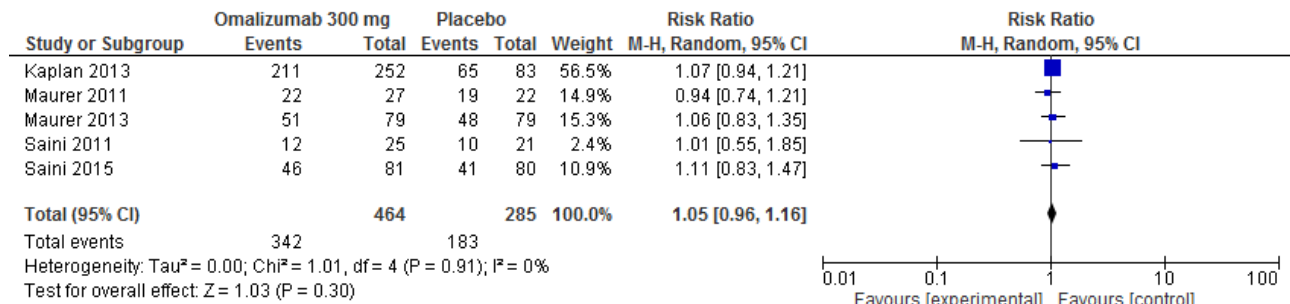 Omalizumab 300 mg Placebo Risk Ratio Risk Ratio
Study or Subgroup Events Total Events Total Weight M-H, Random, 95% CI M-H, Random, 95% CI
Kaplan 2013 211 252 65 83 56.5% 1.07 [0.94, 1.21]
Maurer 2011 22 27 19 22 14.9% 0.94 [0.74, 1.21]
Maurer 2013 51 79 48 79 15.3% 1.06 [0.83, 1.35]
Saini 2011 12 25 10 21 2.4% 1.01 [0.55, 1.85]
Saini 2015 46 81 41 80 10.9% 1.11 [0.83, 1.47]
Total (95% CI) 464 285 100.0% 1.05 [0.96, 1.16]
Total events 342 183
Heterogeneity: Tau² = 0.00; Chi² = 1.01, df = 4 (P = 0.91); I² = 0%
Test for overall effect: Z = 1.03 (P = 0.30)
0.01 0.1 1 10 100
Favours [experimental] Favours [control]